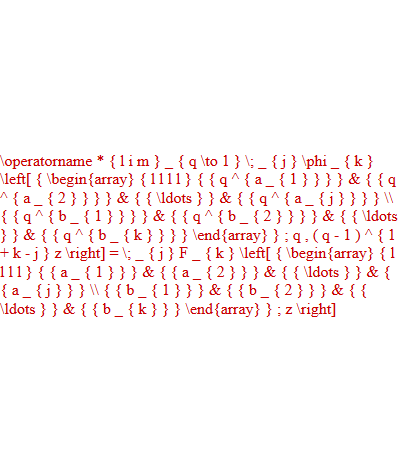 \operatorname * { l i m } _ { q \to 1 } \; _ { j } \phi _ { k }
\left[ { \begin{array} { 1 1 1 1 } { { q ^ { a _ { 1 } } } } & { { q
^ { a _ { 2 } } } } & { { \ldots } } & { { q ^ { a _ { j } } } } \\
{ { q ^ { b _ { 1 } } } } & { { q ^ { b _ { 2 } } } } & { { \ldots
} } & { { q ^ { b _ { k } } } } \end{array} } ; q , ( q - 1 ) ^ { 1
+ k - j } z \right] = \; _ { j } F _ { k } \left[ { \begin{array} { 1
1 1 1 } { { a _ { 1 } } } & { { a _ { 2 } } } & { { \ldots } } & {
{ a _ { j } } } \\ { { b _ { 1 } } } & { { b _ { 2 } } } & { {
\ldots } } & { { b _ { k } } } \end{array} } ; z \right]